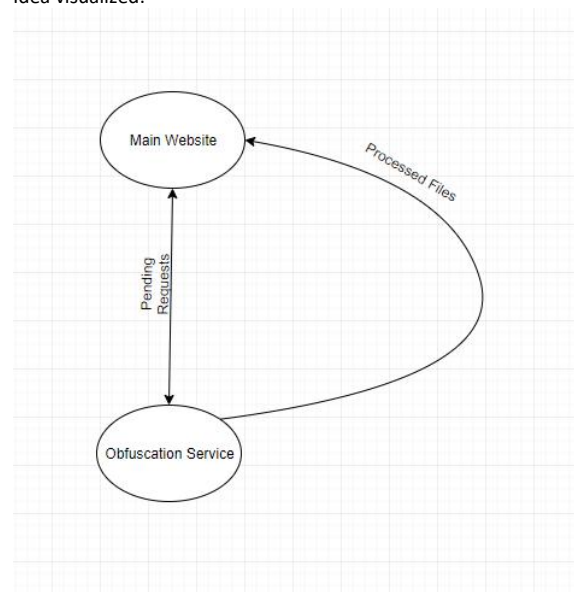 Idea visualized:
Main Website
Processed Files
Pending
Requests
Obfuscation Service